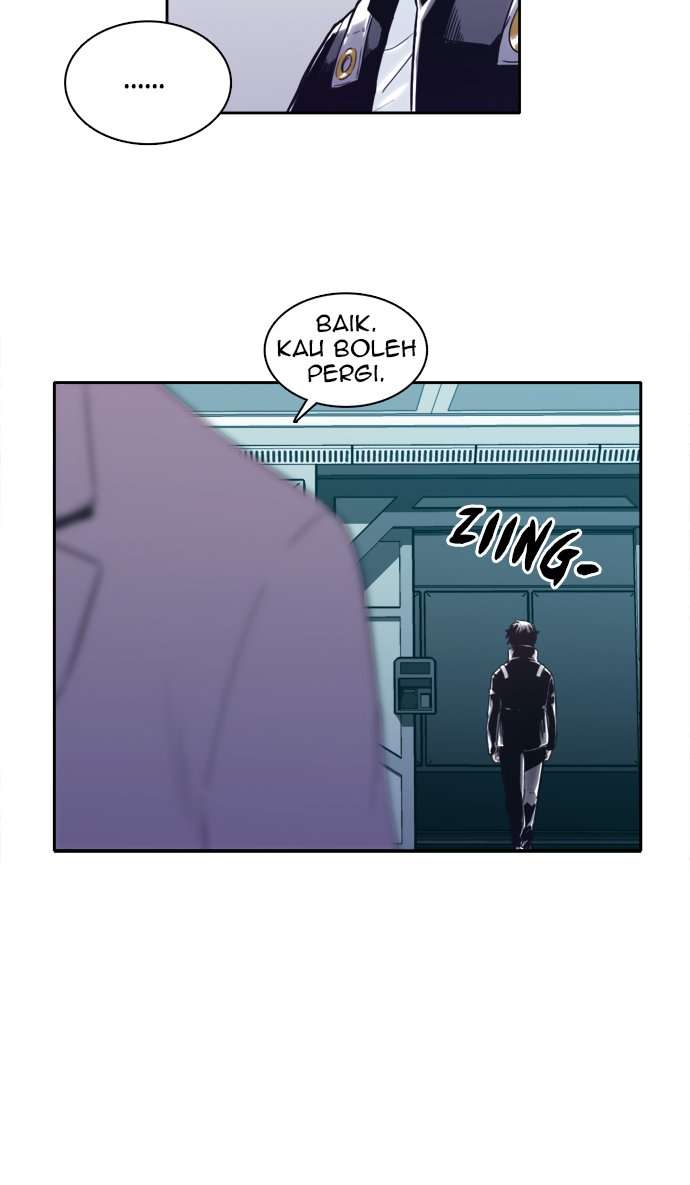 ......
BAIK,
KAU BOLEH
PERGI.
ZIING-